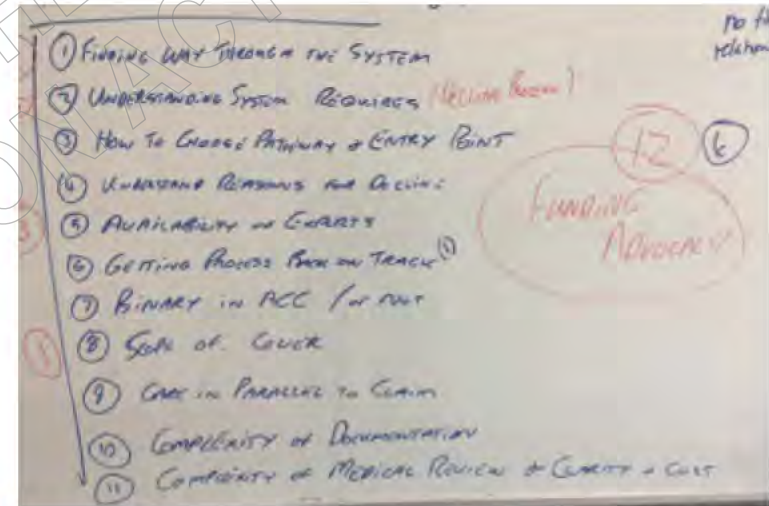 no
① FINDING WAY THROUGH THE SYSTEM
② UNDERSTANDING SYSTEM REQUIRES
③ HOW TO CHOOSE PATHWAY & ENTRY POINT
④ UNDERSTAND REASONS FOR DECLINE
⑤ AVAILABILITY OF EXPERTS
⑥ GETTING PROCESS BACK ON TRACK
⑦ BINARY IN ACC / OR NOT
⑧ SCOPE OF COVER
⑨ CARE IN PARALLEL TO CLAIM
⑩ COMPLEXITY OF DOCUMENTATION
⑪ COMPLEXITY OF MEDICAL REVIEW & CLARITY & COST
12
FUNDING
ADVOCACY